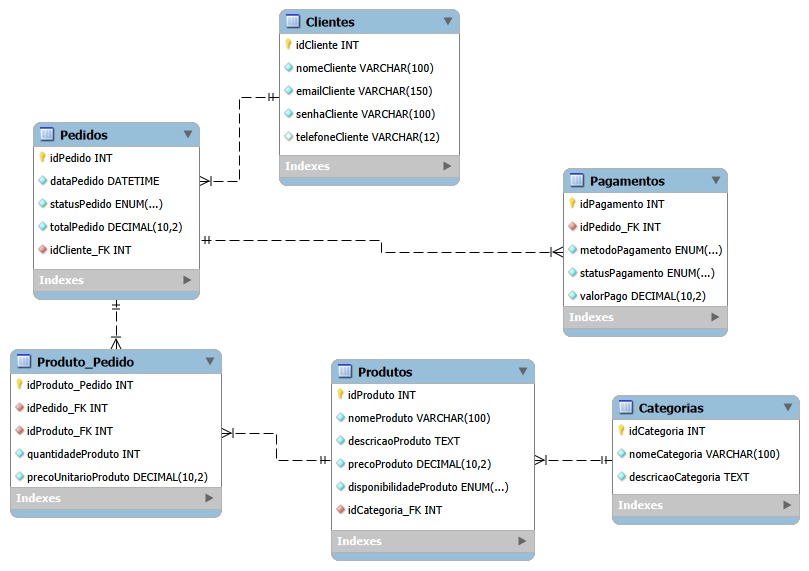 Clientes
idCliente INT
nomeCliente VARCHAR(100)
emailCliente VARCHAR(150)
senhaCliente VARCHAR(100)
telefoneCliente VARCHAR(12)
Indexes
Pedidos
idPedido INT
dataPedido DATETIME
statusPedido ENUM(...)
totalPedido DECIMAL(10,2)
idCliente_FK INT
Indexes
Pagamentos
idPagamento INT
idPedido_FK INT
metodoPagamento ENUM(...)
statusPagamento ENUM(...)
valorPago DECIMAL(10,2)
Indexes
Produto_Pedido
idProduto_Pedido INT
idPedido_FK INT
idProduto_FK INT
quantidadeProduto INT
precoUnitarioProduto DECIMAL(10,2)
Indexes
Produtos
idProduto INT
nomeProduto VARCHAR(100)
descricaoProduto TEXT
precoProduto DECIMAL(10,2)
disponibilidadeProduto ENUM(...)
idCategoria_FK INT
Indexes
Categorias
idCategoria INT
nomeCategoria VARCHAR(100)
descricaoCategoria TEXT
Indexes